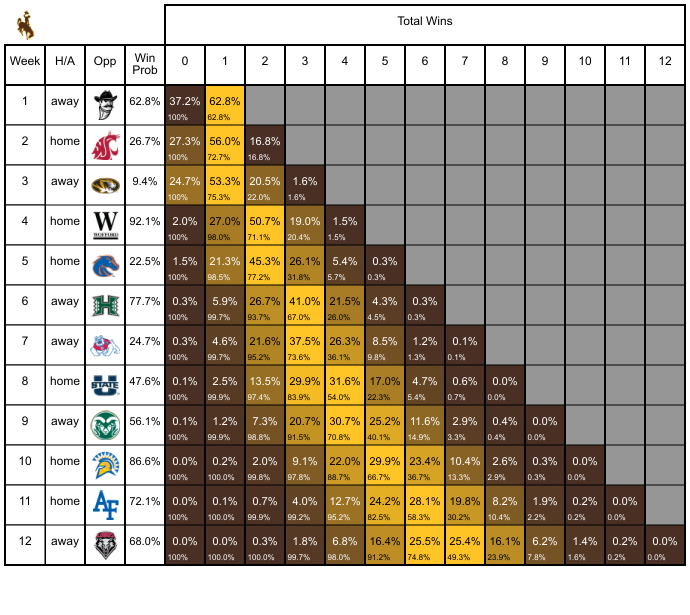 Total Wins
Week H/A Opp Win Prob 0 1 2 3 4 5 6 7 8 9 10 11 12
1 away 62.8% 37.2% 62.8%
100% 62.8%
2 home 26.7% 27.3% 56.0% 16.8%
100% 72.7% 16.8%
3 away 9.4% 24.7% 53.3% 20.5% 1.6%
100% 75.3% 22.0% 1.6%
4 home W 92.1% 2.0% 27.0% 50.7% 19.0% 1.5%
WOFFORD 100% 98.0% 71.1% 20.4% 1.5%
5 home 22.5% 1.5% 21.3% 45.3% 26.1% 5.4% 0.3%
100% 98.5% 77.2% 31.8% 5.7% 0.3%
6 away H 77.7% 0.3% 5.9% 26.7% 41.0% 21.5% 4.3% 0.3%
100% 99.7% 93.7% 67.0% 26.0% 4.5% 0.3%
7 away 24.7% 0.3% 4.6% 21.6% 37.5% 26.3% 8.5% 1.2% 0.1%
100% 99.7% 95.2% 73.6% 36.1% 9.8% 1.3% 0.1%
8 home U STATE 47.6% 0.1% 2.5% 13.5% 29.9% 31.6% 17.0% 4.7% 0.6% 0.0%
100% 99.9% 97.4% 83.9% 54.0% 22.3% 5.4% 0.7% 0.0%
9 away 56.1% 0.1% 1.2% 7.3% 20.7% 30.7% 25.2% 11.6% 2.9% 0.4% 0.0%
100% 99.9% 98.8% 91.5% 70.8% 40.1% 14.9% 3.3% 0.4% 0.0%
10 home 86.6% 0.0% 0.2% 2.0% 9.1% 22.0% 29.9% 23.4% 10.4% 2.6% 0.3% 0.0%
100% 100.0% 99.8% 97.8% 88.7% 66.7% 36.7% 13.3% 2.9% 0.3% 0.0%
11 home AF 72.1% 0.0% 0.1% 0.7% 4.0% 12.7% 24.2% 28.1% 19.8% 8.2% 1.9% 0.2% 0.0%
100% 100.0% 99.9% 99.2% 95.2% 82.5% 58.3% 30.2% 10.4% 2.2% 0.2% 0.0%
12 away 68.0% 0.0% 0.0% 0.3% 1.8% 6.8% 16.4% 25.5% 25.4% 16.1% 6.2% 1.4% 0.2% 0.0%
100% 100.0% 100.0% 99.7% 98.0% 91.2% 74.8% 49.3% 23.9% 7.8% 1.6% 0.2% 0.0%